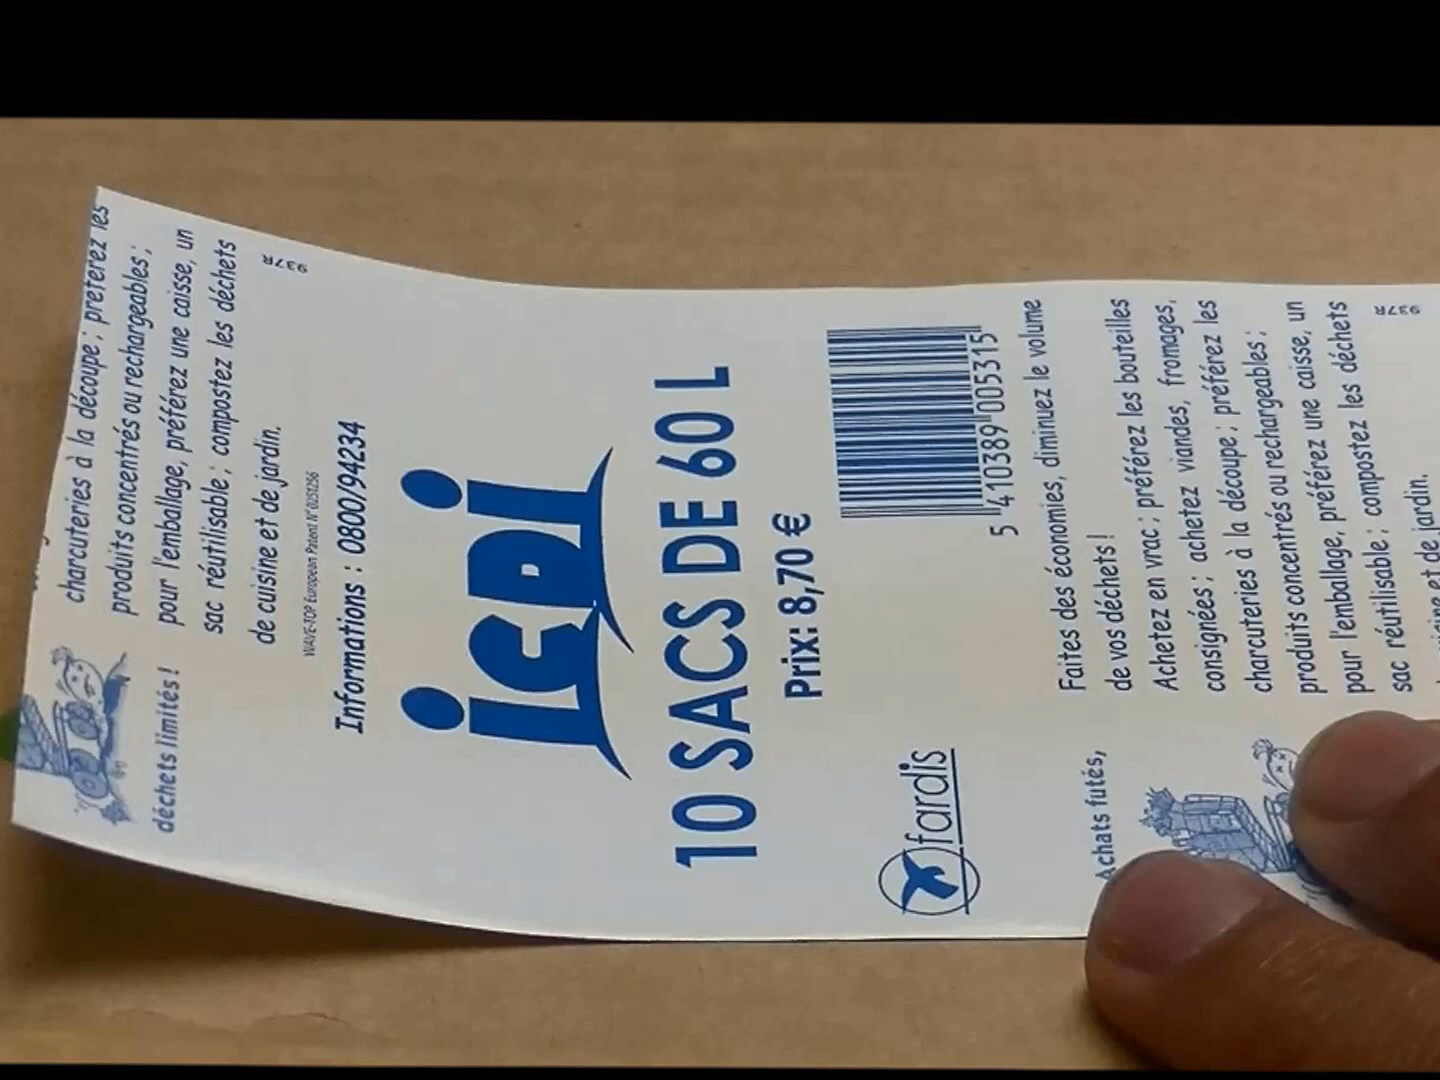 charcuteries à la découpe ; préférez les
produits concentrés ou rechargeables ;
pour l'emballage, préférez une caisse, un
sac réutilisable ; compostez les déchets
de cuisine et de jardin.
déchets limités !
937R
WAVE-TOP European Patent N° 0251256
Informations : 0800/94234
icdi
10 SACS DE 60 L
Prix: 8,70 €
5 410389 005315
fardis
Faites des économies, diminuez le volume
de vos déchets !
Achetez en vrac ; préférez les bouteilles
consignées ; achetez viandes, fromages,
charcuteries à la découpe ; préférez les
produits concentrés ou rechargeables ;
pour l'emballage, préférez une caisse, un
sac réutilisable ; compostez les déchets
de jardin.
Achats futés,
937R